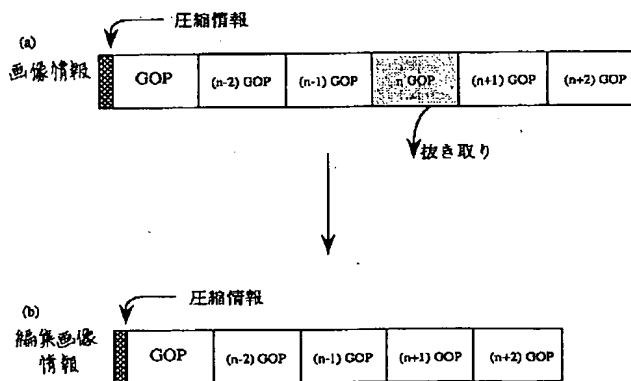 (a)
圧縮情報
画像情報
GOP
(n-2) GOP
(n-1) GOP
n GOP
(n+1) GOP
(n+2) GOP
抜き取り
(b)
圧縮情報
編集画像
情報
GOP
(n-2) GOP
(n-1) GOP
(n+1) GOP
(n+2) GOP